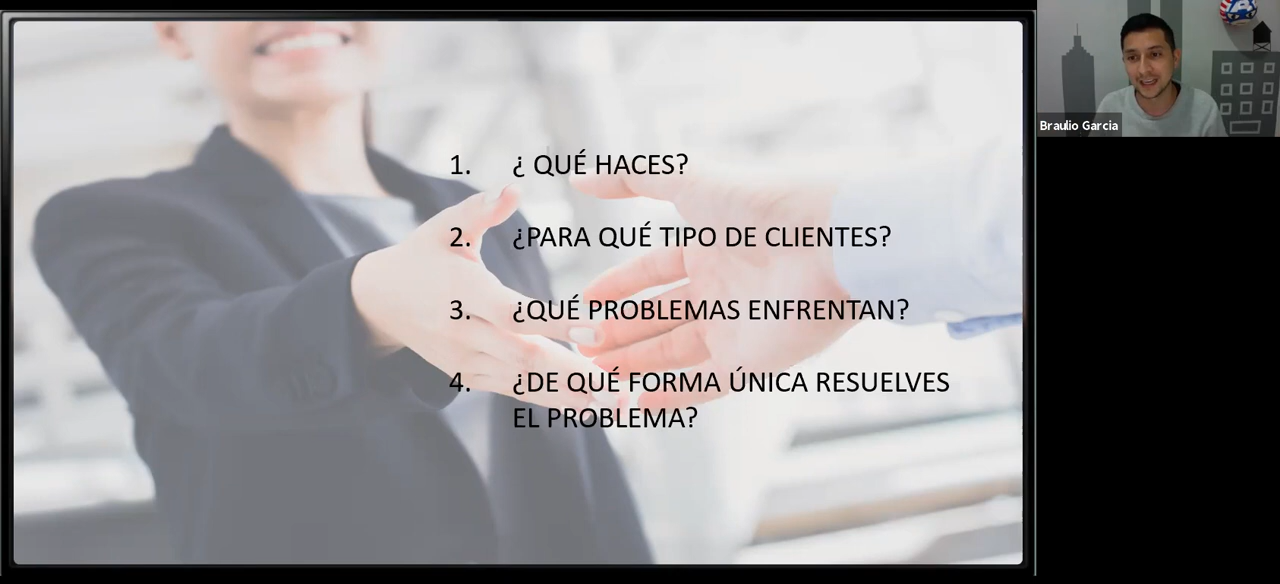 1. ¿ QUÉ HACES?
2. ¿PARA QUÉ TIPO DE CLIENTES?
3. ¿QUÉ PROBLEMAS ENFRENTAN?
4. ¿DE QUÉ FORMA ÚNICA RESUELVES
EL PROBLEMA?
Braulio Garcia